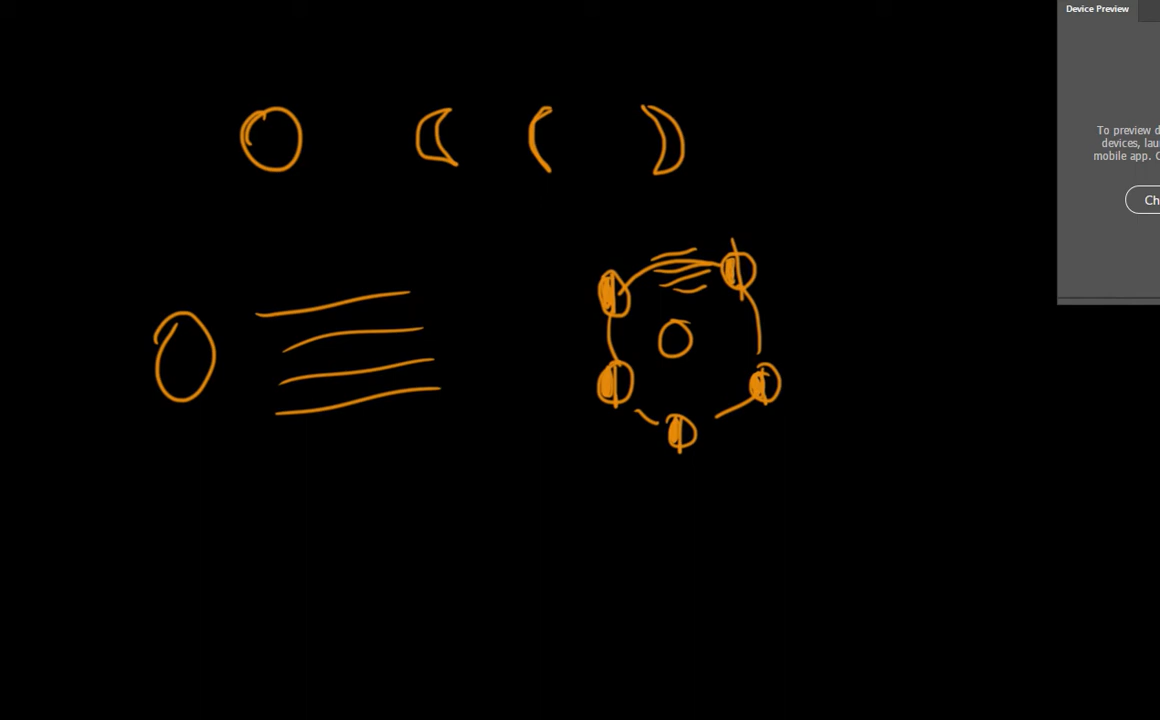 Device Preview
To preview d
devices, lau
mobile app. C
Ch